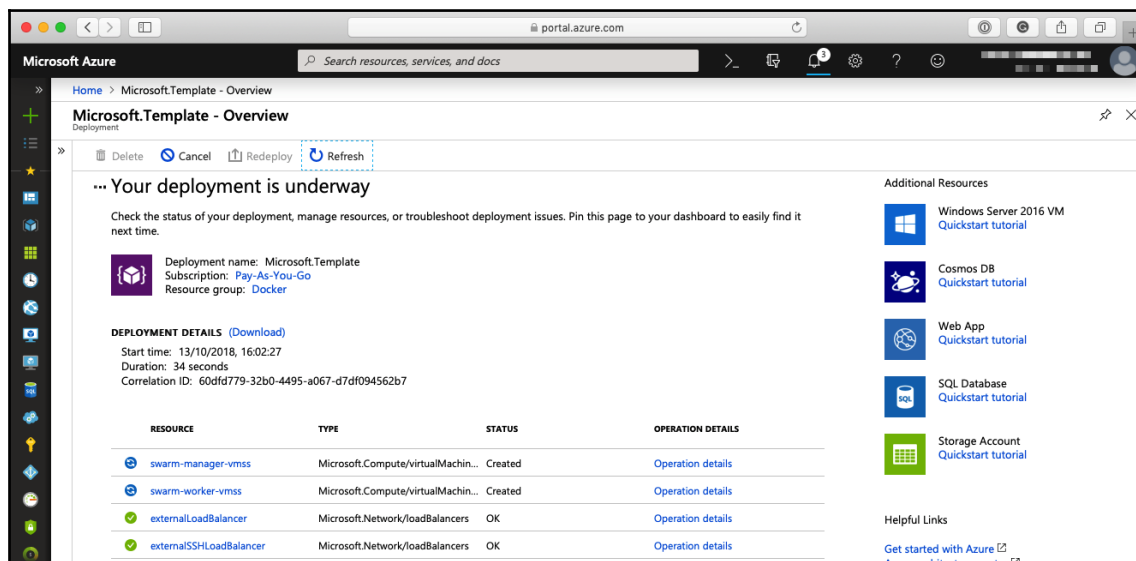 portal.azure.com
Microsoft Azure
Search resources, services, and docs
3
Home > Microsoft.Template - Overview
Microsoft.Template - Overview
Deployment
Delete Cancel Redeploy Refresh
Your deployment is underway
Check the status of your deployment, manage resources, or troubleshoot deployment issues. Pin this page to your dashboard to easily find it
next time.
Deployment name: Microsoft.Template
Subscription: Pay-As-You-Go
Resource group: Docker
DEPLOYMENT DETAILS (Download)
Start time: 13/10/2018, 16:02:27
Duration: 34 seconds
Correlation ID: 60dfd779-32b0-4495-a067-d7df094562b7
RESOURCE TYPE STATUS OPERATION DETAILS
swarm-manager-vmss Microsoft.Compute/virtualMachin... Created Operation details
swarm-worker-vmss Microsoft.Compute/virtualMachin... Created Operation details
externalLoadBalancer Microsoft.Network/loadBalancers OK Operation details
externalSSHLoadBalancer Microsoft.Network/loadBalancers OK Operation details
Additional Resources
Windows Server 2016 VM
Quickstart tutorial
Cosmos DB
Quickstart tutorial
Web App
Quickstart tutorial
SQL
SQL Database
Quickstart tutorial
Storage Account
Quickstart tutorial
Helpful Links
Get started with Azure